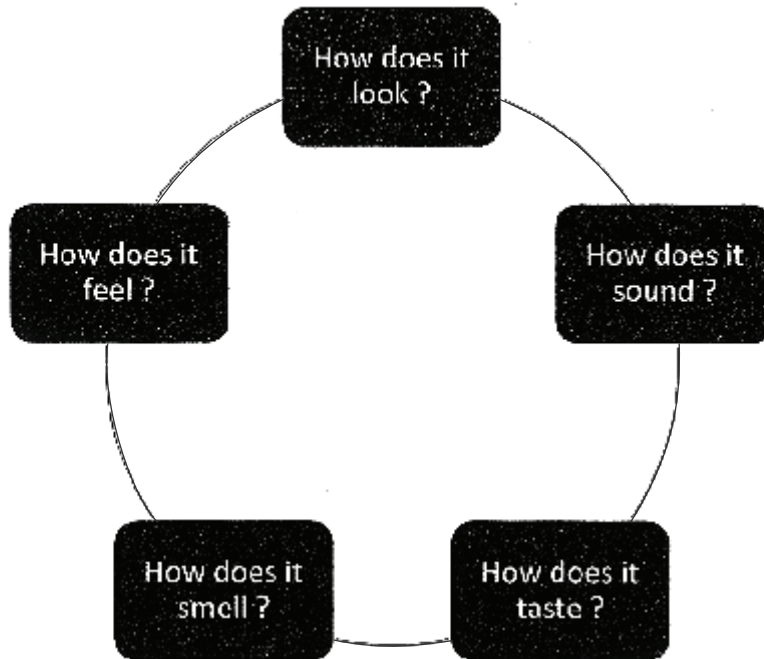 How does it
look ?
How does it
sound ?
How does it
taste ?
How does it
smell ?
How does it
feel ?